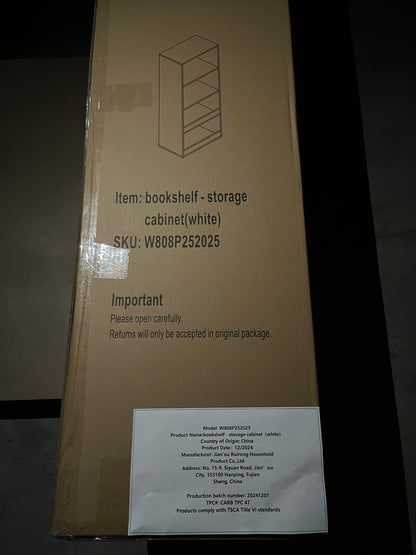 Item: bookshelf - storage
cabinet(white)
SKU: W808P252025
Important
Please open carefully.
Returns will only be accepted in original package.
Model: W808P252025
Product Name:bookshelf - storage cabinet (white)
Country of Origin: China
Product Date: 12/2024
Manufacturer: Jian'ou Ruirong Household
Product Co.,Ltd
Address: No. 15-9, Siyuan Road, Jian' ou
City, 353100 Nanping, Fujian
Sheng, China
Production batch number: 20241201
TPCP: CARB TPC 47
Products comply with TSCA Title Vi standards